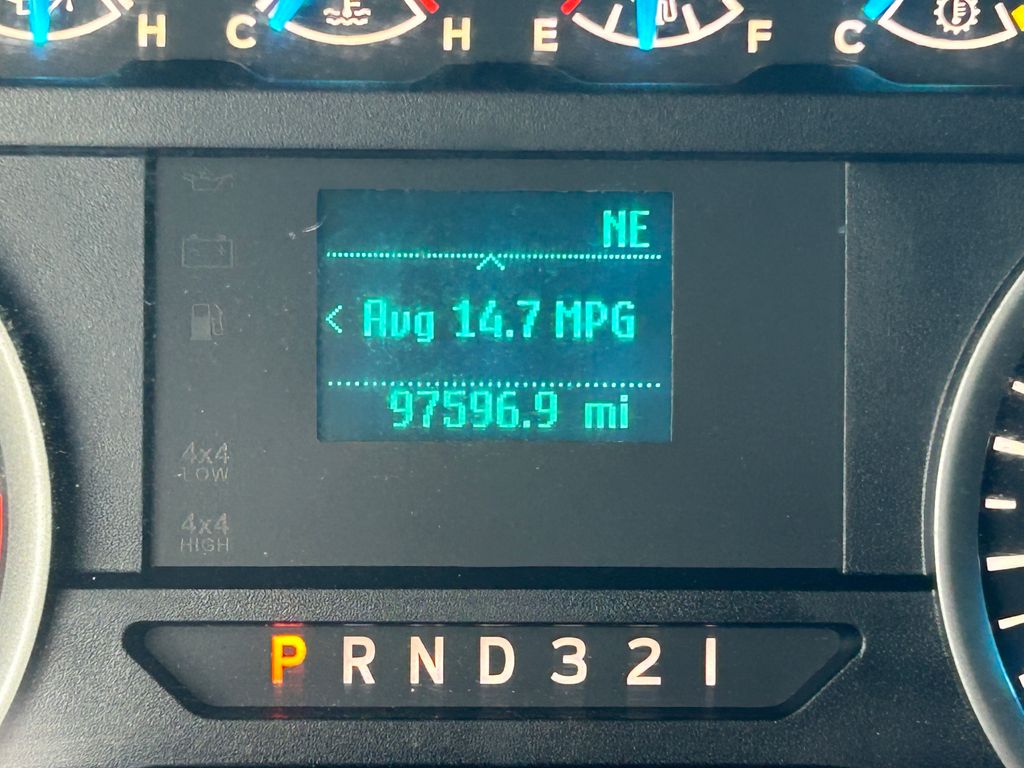 H C H E F C
NE
< Avg 14.7 MPG
97596.9 mi
4x4
LOW
4x4
HIGH
P R N D 3 2 1